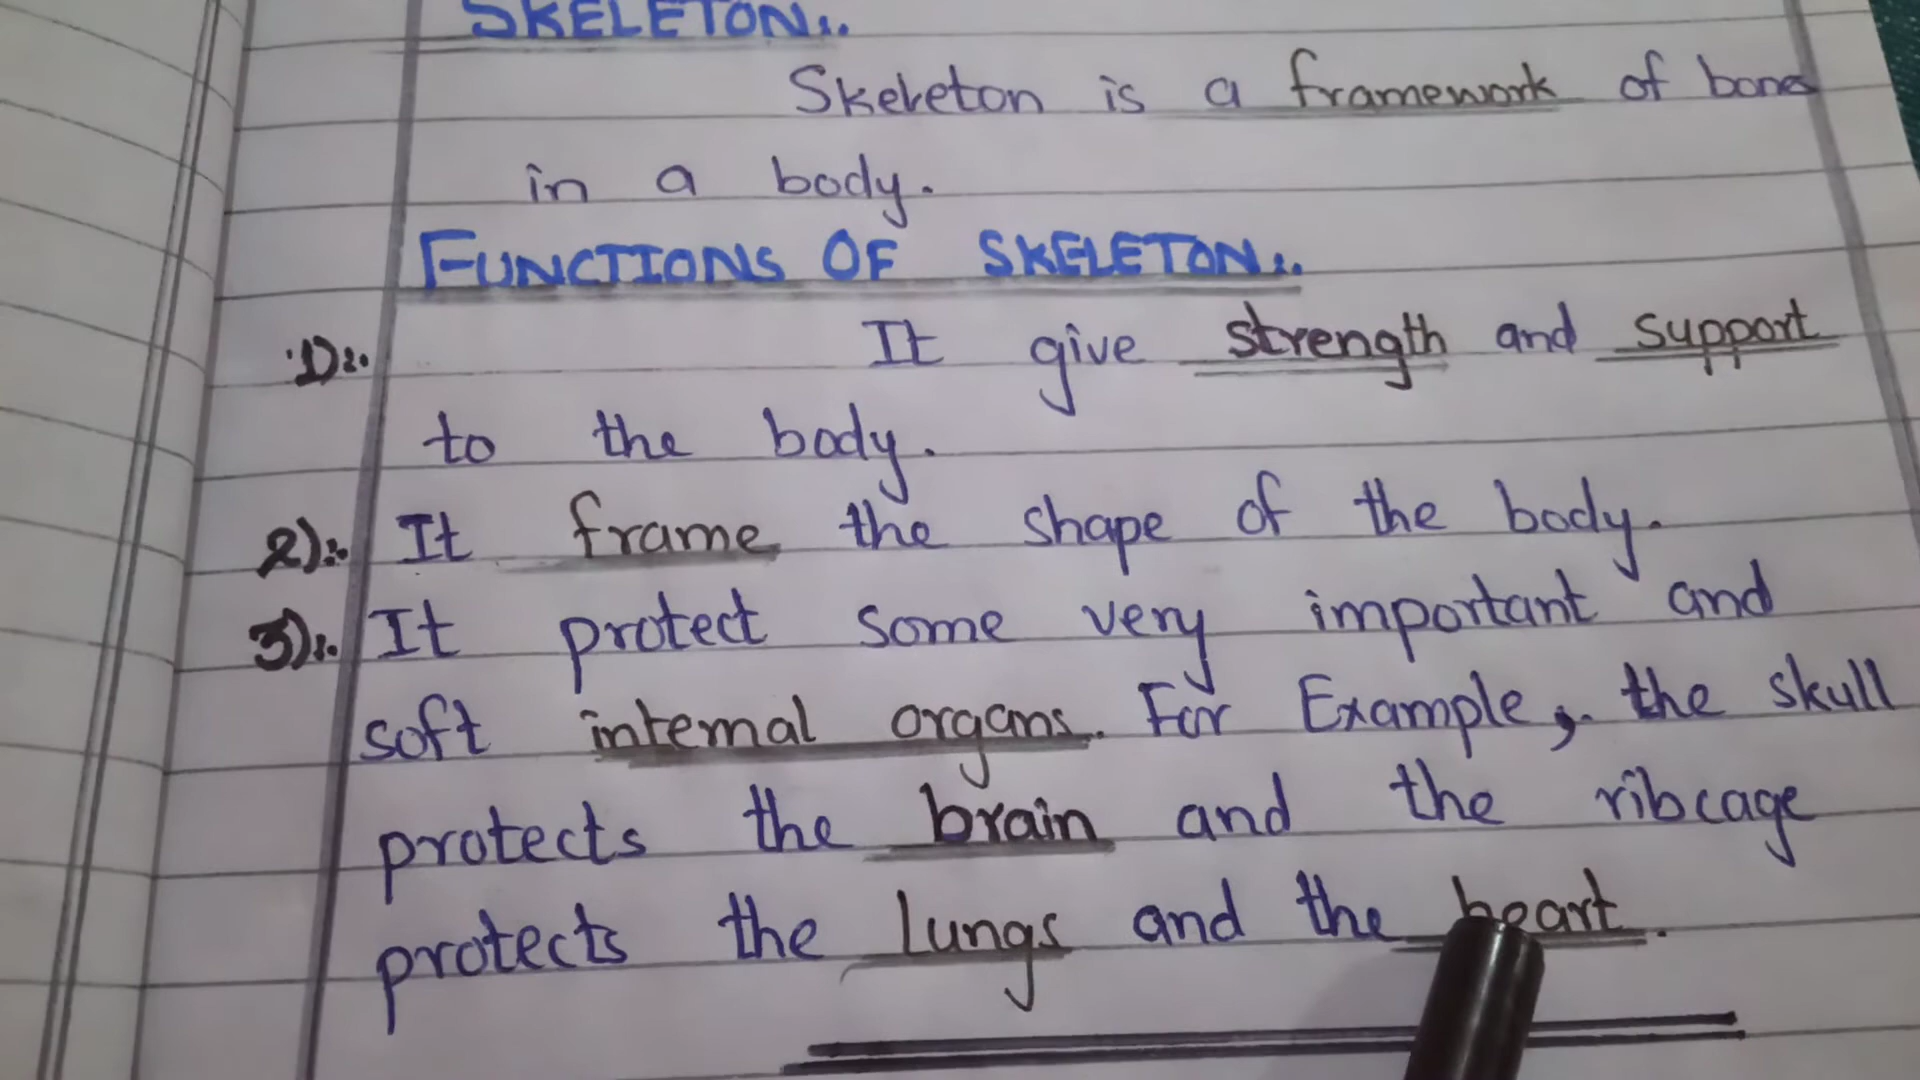 SKELETON:.
Skeleton is a framework of bones
in a body.
FUNCTIONS OF SKELETON:.
1):. It give strength and support
to the body.
2):. It frame the shape of the body.
3):. It protect some very important and
soft internal organs. For Example,. the skull
protects the brain and the ribcage
protects the lungs and the heart.